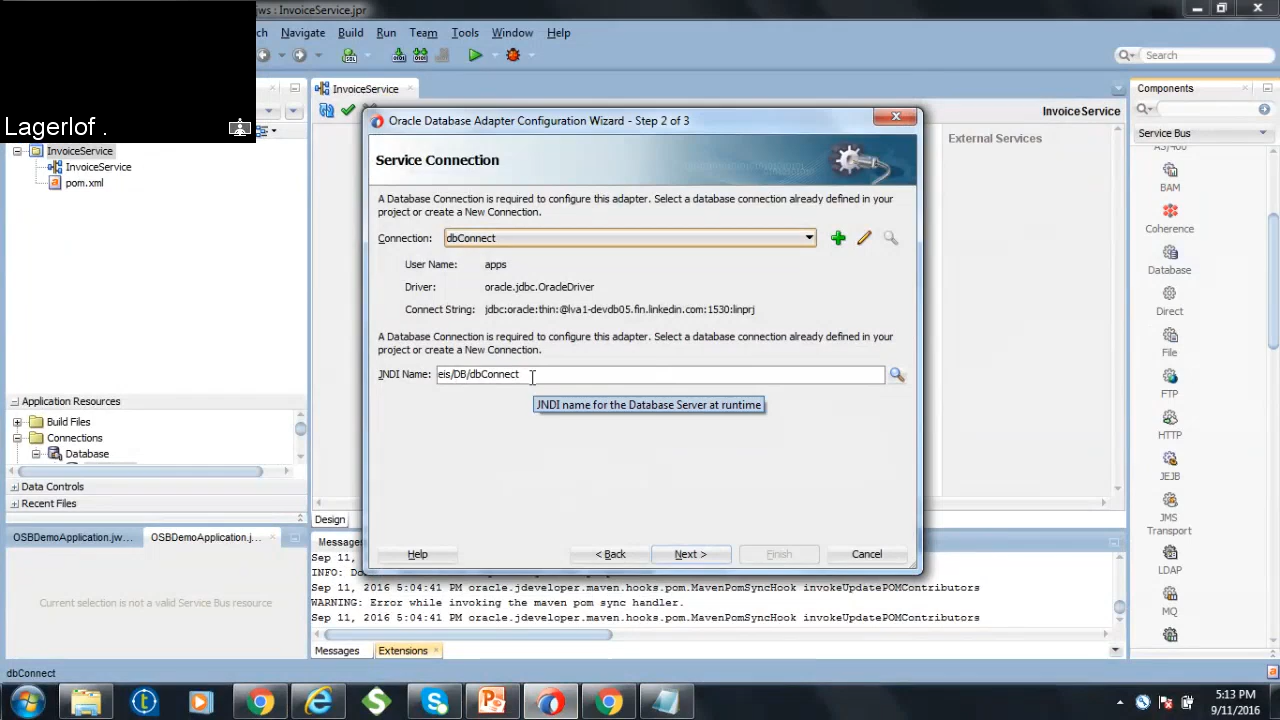 jws : InvoiceService.jpr
ch Navigate Build Run Team Tools Window Help
Search
Lagerlof .
InvoiceService
InvoiceService
pom.xml
Application Resources
Build Files
Connections
Database
Data Controls
Recent Files
OSBDemoApplication.jw...
OSBDemoApplication.j...
Current selection is not a valid Service Bus resource
InvoiceService
InvoiceService
External Services
Design
Oracle Database Adapter Configuration Wizard - Step 2 of 3
Service Connection
A Database Connection is required to configure this adapter. Select a database connection already defined in your
project or create a New Connection.
Connection: dbConnect
User Name: apps
Driver: oracle.jdbc.OracleDriver
Connect String: jdbc:oracle:thin:@lva1-devdb05.fin.linkedin.com:1530:linprj
A Database Connection is required to configure this adapter. Select a database connection already defined in your
project or create a New Connection.
JNDI Name: eis/DB/dbConnect
JNDI name for the Database Server at runtime
Help
< Back
Next >
Finish
Cancel
Messages
Sep 11, 2016 5:04:41 PM oracle.jdeveloper.hooks.pom.MavenPomSyncHook invokeUpdatePOMContributors
WARNING: Error while invoking the maven pom sync handler.
Sep 11, 2016 5:04:41 PM oracle.jdeveloper.hooks.pom.MavenPomSyncHook invokeUpdatePOMContributors
Messages
Extensions
Components
Service Bus
AS/400
BAM
Coherence
Database
Direct
File
FTP
HTTP
JEJB
JMS
Transport
LDAP
MQ
dbConnect
5:13 PM
9/11/2016